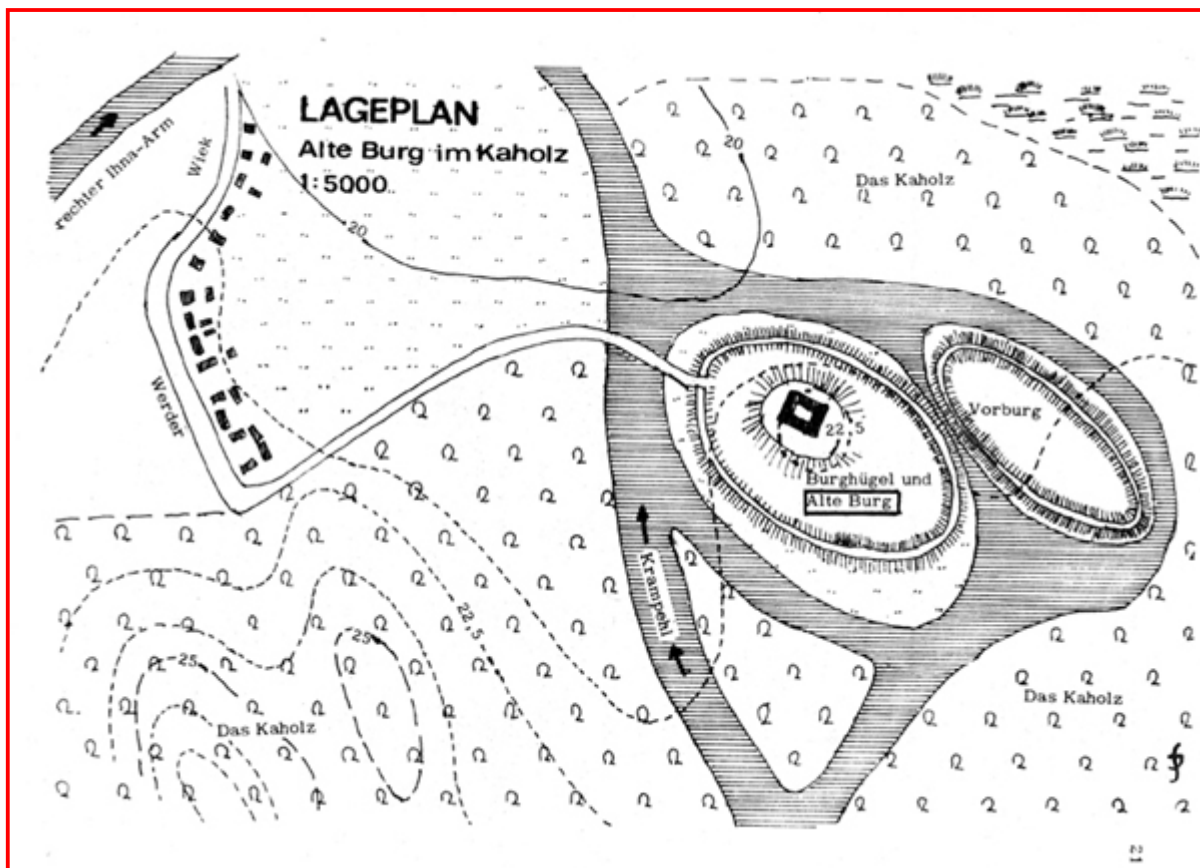 LAGEPLAN
Alte Burg im Kaholz
1:5000
rechter Ihna-Arm
Wiek
Werder
20
20
Das Kaholz
Vorburg
22,5
Burghügel und
Alte Burg
Krampehl
22,5
25
25
Das Kaholz
Das Kaholz